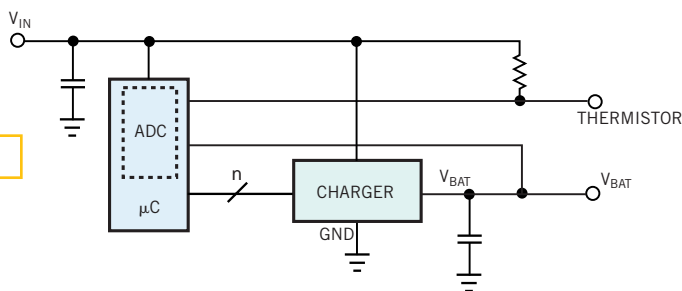 V_IN
THERMISTOR
ADC
n
μC
CHARGER
V_BAT
V_BAT
GND